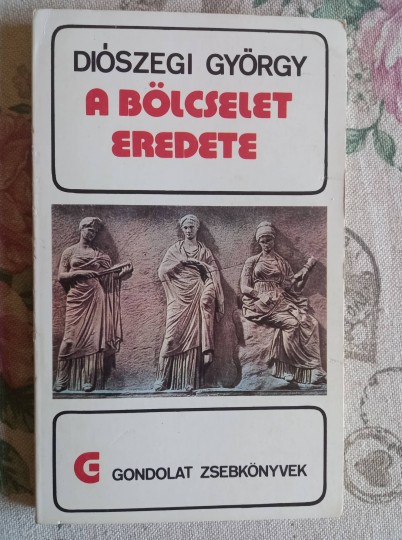 DIÓSZEGI GYÖRGY
A BÖLCSELET
EREDETE
G GONDOLAT ZSEBKÖNYVEK